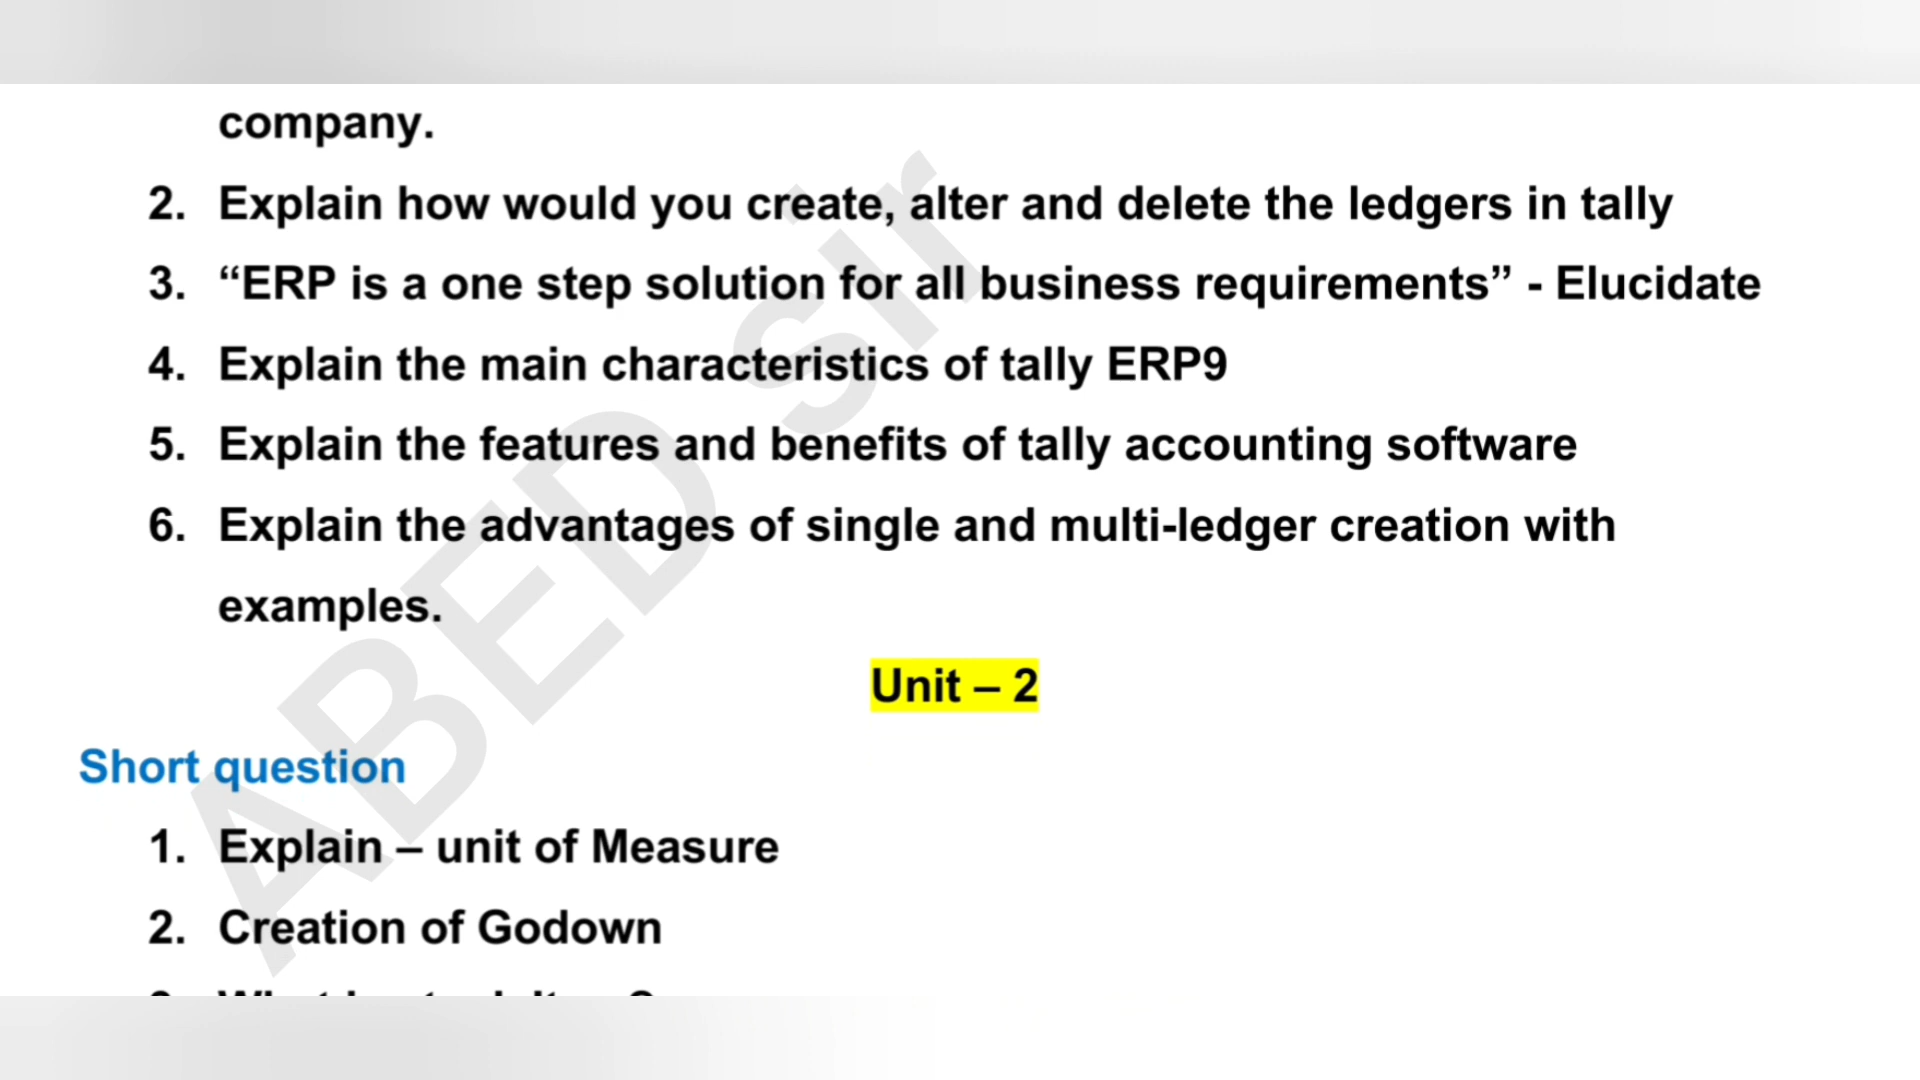 company.
2. Explain how would you create, alter and delete the ledgers in tally
3. “ERP is a one step solution for all business requirements” - Elucidate
4. Explain the main characteristics of tally ERP9
5. Explain the features and benefits of tally accounting software
6. Explain the advantages of single and multi-ledger creation with
examples.
Unit – 2
Short question
1. Explain – unit of Measure
2. Creation of Godown
ABED sir